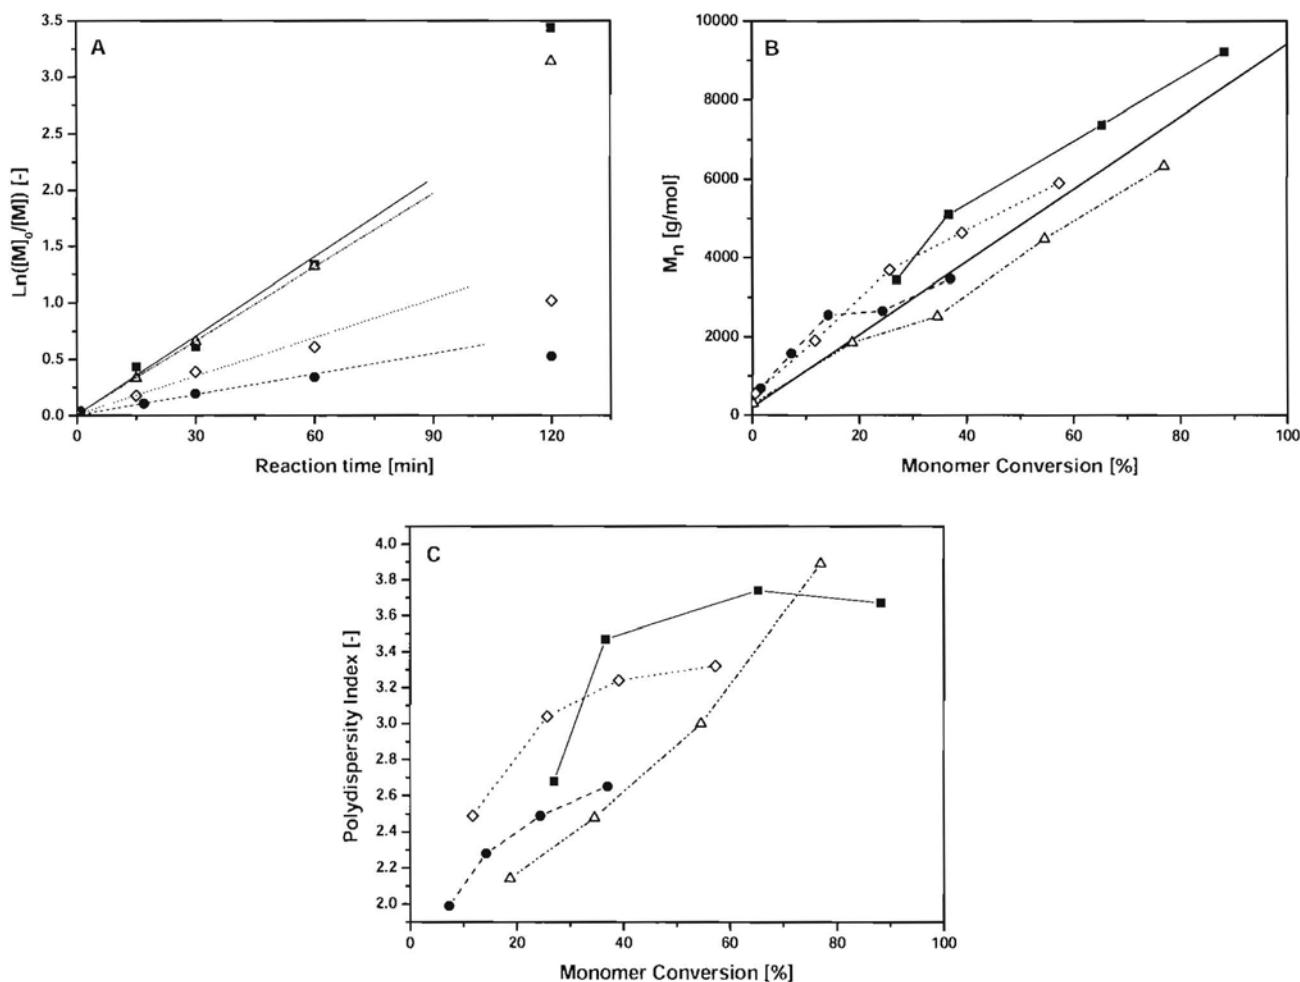 A
3.5
3.0
2.5
2.0
1.5
1.0
0.5
0.0
Ln([M]₀/[M]) [-]
0 30 60 90 120
Reaction time [min]
B
10000
8000
6000
4000
2000
0
Mn [g/mol]
0 20 40 60 80 100
Monomer Conversion [%]
C
4.0
3.8
3.6
3.4
3.2
3.0
2.8
2.6
2.4
2.2
2.0
Polydispersity Index [-]
0 20 40 60 80 100
Monomer Conversion [%]